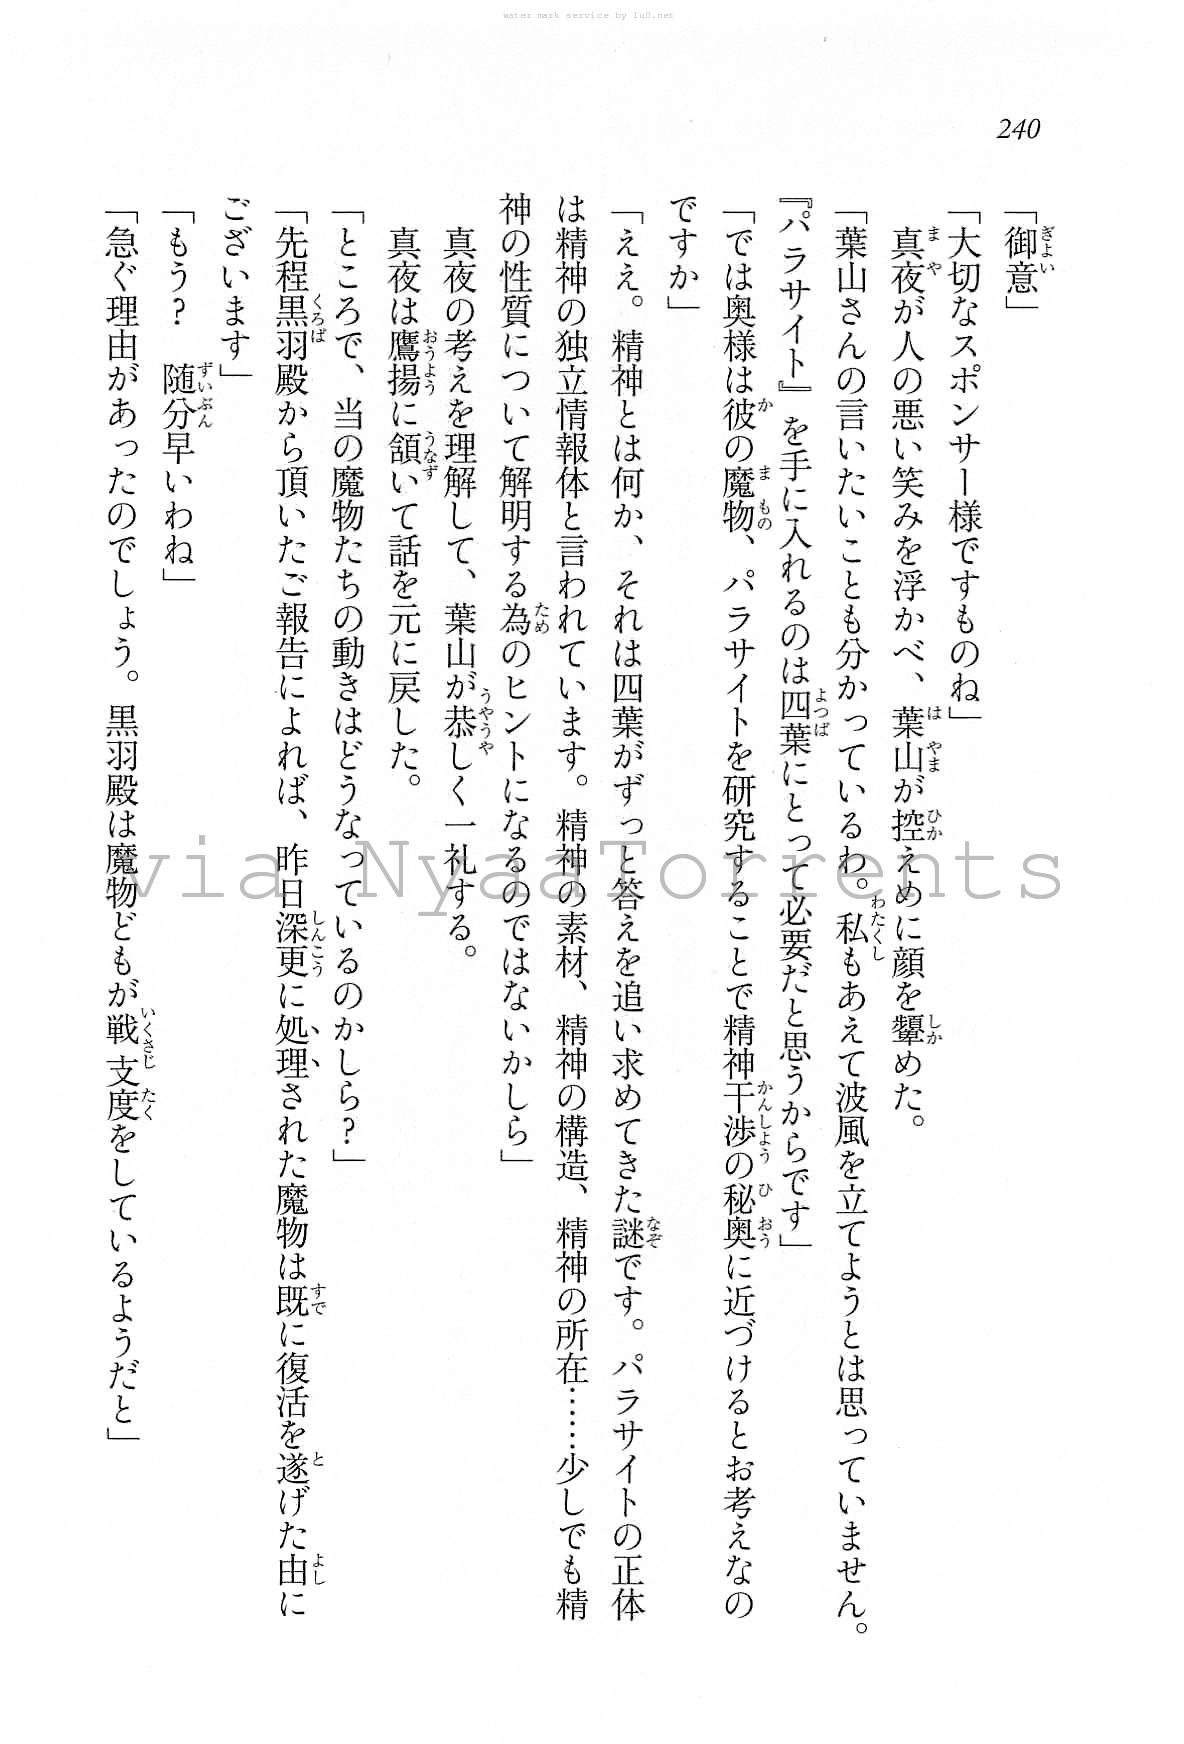 water mark service by lu0.net
240
「御意」
「大切なスポンサー様ですものね」
　真夜が人の悪い笑みを浮かべ、葉山が控えめに顔を顰めた。
「葉山さんの言いたいことも分かっているわ。私もあえて波風を立てようとは思っていません。
『パラサイト』を手に入れるのは四葉にとって必要だと思うからです」
「では奥様は彼の魔物、パラサイトを研究することで精神干渉の秘奥に近づけるとお考えなの
ですか」
「ええ。精神とは何か、それは四葉がずっと答えを追い求めてきた謎です。パラサイトの正体
は精神の独立情報体と言われています。精神の素材、精神の構造、精神の所在……少しでも精
神の性質について解明する為のヒントになるのではないかしら」
　真夜の考えを理解して、葉山が恭しく一礼する。
　真夜は鷹揚に頷いて話を元に戻した。
「ところで、当の魔物たちの動きはどうなっているのかしら？」
「先程黒羽殿から頂いたご報告によれば、昨日深更に処理された魔物は既に復活を遂げた由に
ございます」
「もう？　随分早いわね」
「急ぐ理由があったのでしょう。黒羽殿は魔物どもが戦支度をしているようだと」
via NyaaTorrents